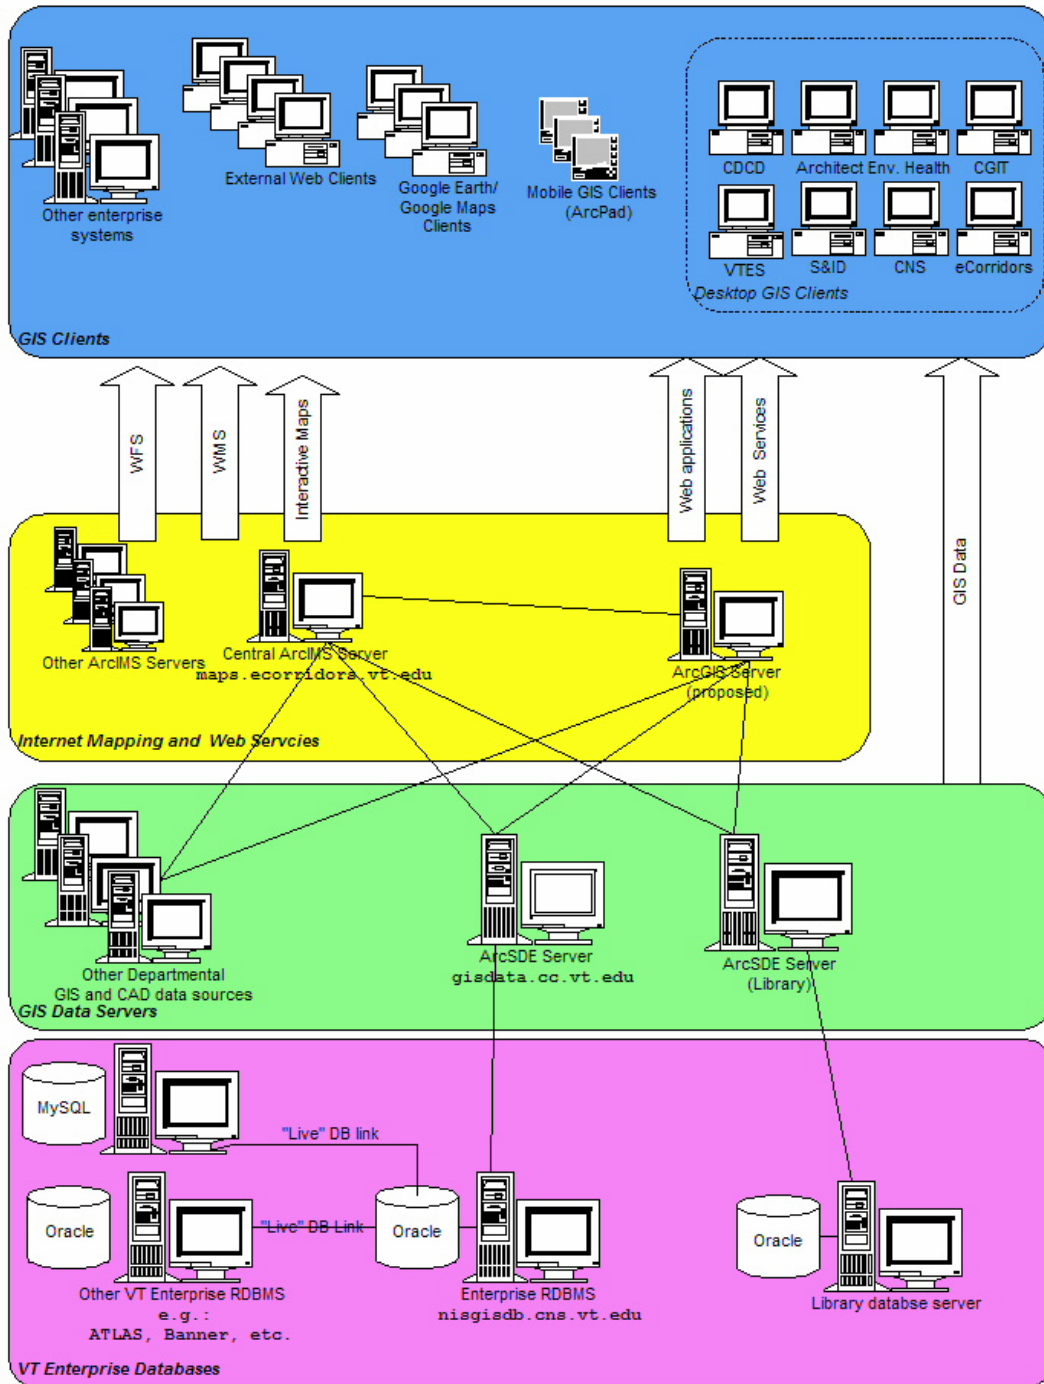 External Web Clients
Google Earth/
Google Maps
Clients
Mobile GIS Clients
(ArcPad)
Other enterprise
systems
CDCD
Architect
Env. Health
CGIT
VTES
S&ID
CNS
eCorridors
Desktop GIS Clients
GIS Clients
WFS
WMS
Interactive Maps
Web applications
Web Services
GIS Data
Other ArcIMS Servers
Central ArcIMS Server
maps.ecorridors.vt.edu
ArcGIS Server
(proposed)
Internet Mapping and Web Servcies
Other Departmental
GIS and CAD data sources
ArcSDE Server
gisdata.cc.vt.edu
ArcSDE Server
(Library)
GIS Data Servers
MySQL
"Live" DB link
Oracle
"Live" DB Link
Oracle
Oracle
Other VT Enterprise RDBMS
e.g.:
ATLAS, Banner, etc.
Enterprise RDBMS
nisgisdb.cns.vt.edu
Library databse server
VT Enterprise Databases